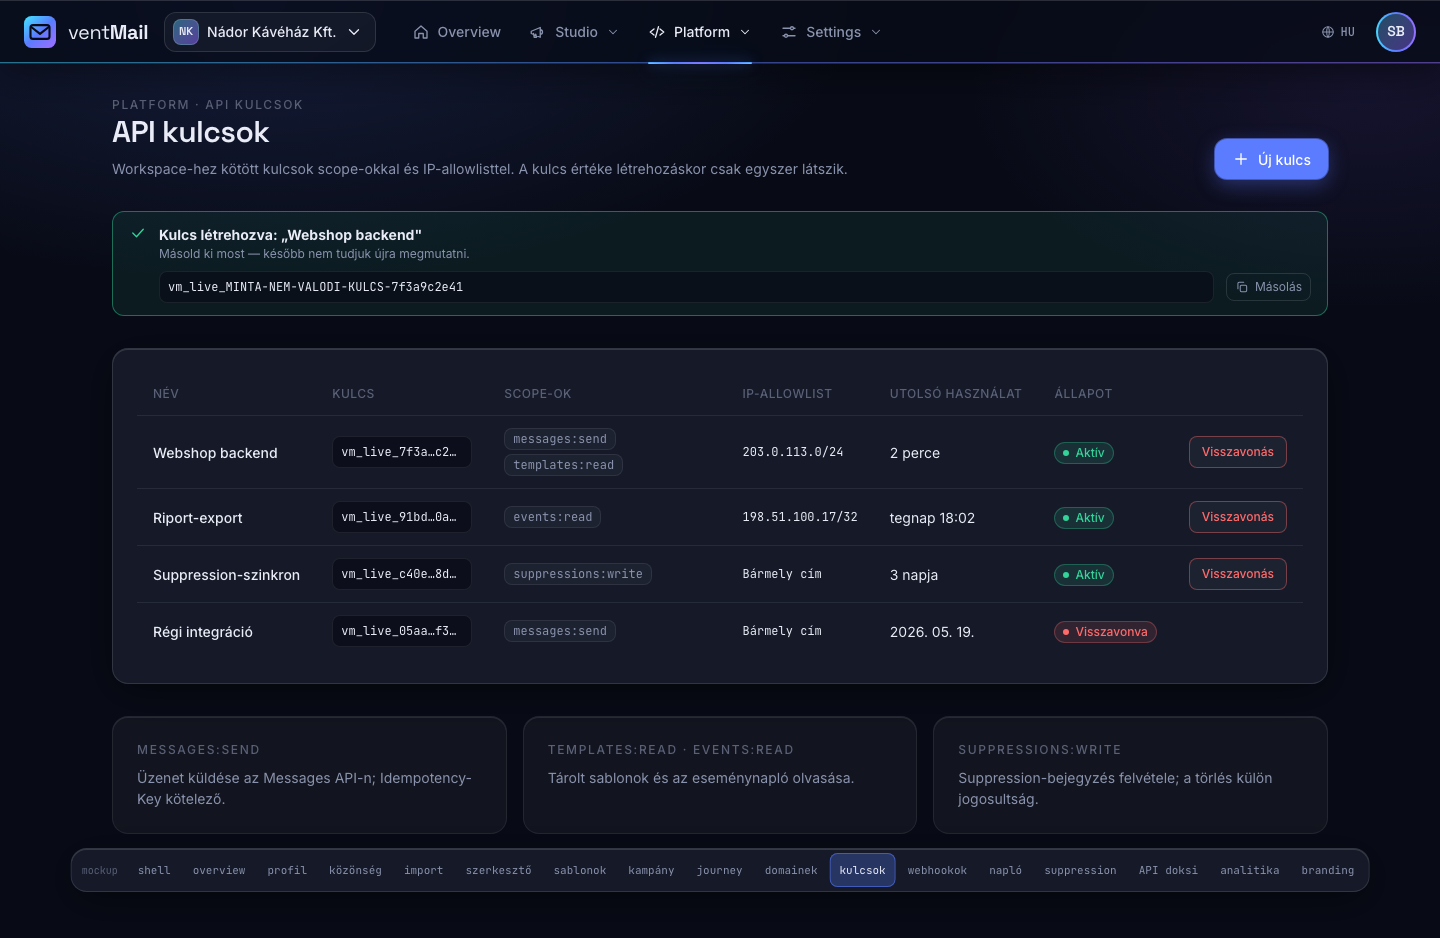 ventMail
NK Nádor Kávéház Kft.
Overview
Studio
Platform
Settings
HU
SB
PLATFORM · API KULCSOK
API kulcsok
Workspace-hez kötött kulcsok scope-okkal és IP-allowlisttel. A kulcs értéke létrehozáskor csak egyszer látszik.
Új kulcs
Kulcs létrehozva: „Webshop backend"
Másold ki most — később nem tudjuk újra megmutatni.
vm_live_MINTA-NEM-VALODI-KULCS-7f3a9c2e41
Másolás
NÉV KULCS SCOPE-OK IP-ALLOWLIST UTOLSÓ HASZNÁLAT ÁLLAPOT
Webshop backend vm_live_7f3a…c2… messages:send 203.0.113.0/24 2 perce Aktív Visszavonás
templates:read
Riport-export vm_live_91bd…0a… events:read 198.51.100.17/32 tegnap 18:02 Aktív Visszavonás
Suppression-szinkron vm_live_c40e…8d… suppressions:write Bármely cím 3 napja Aktív Visszavonás
Régi integráció vm_live_05aa…f3… messages:send Bármely cím 2026. 05. 19. Visszavonva
MESSAGES:SEND
Üzenet küldése az Messages API-n; Idempotency-
Key kötelező.
TEMPLATES:READ · EVENTS:READ
Tárolt sablonok és az eseménynapló olvasása.
SUPPRESSIONS:WRITE
Suppression-bejegyzés felvétele; a törlés külön
jogosultság.
mockup shell overview profil közönség import szerkesztő sablonok kampány journey domainek kulcsok webhookok napló suppression API doksi analitika branding